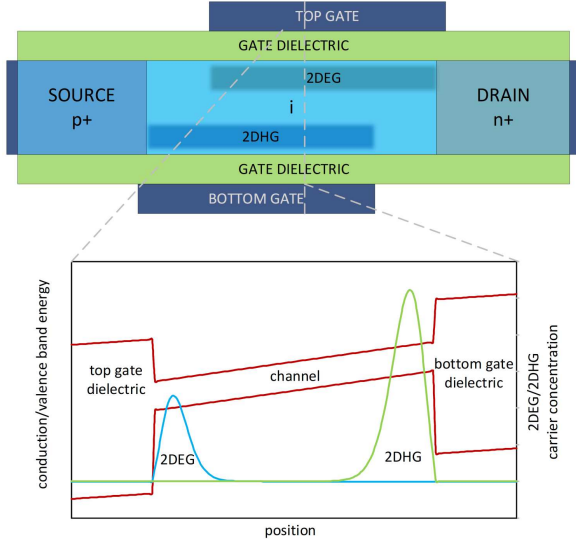 TOP GATE
GATE DIELECTRIC
SOURCE
p+
2DEG
i
2DHG
DRAIN
n+
GATE DIELECTRIC
BOTTOM GATE
conduction/valence band energy
top gate
dielectric
channel
bottom gate
dielectric
2DEG
2DHG
2DEG/2DHG
carrier concentration
position